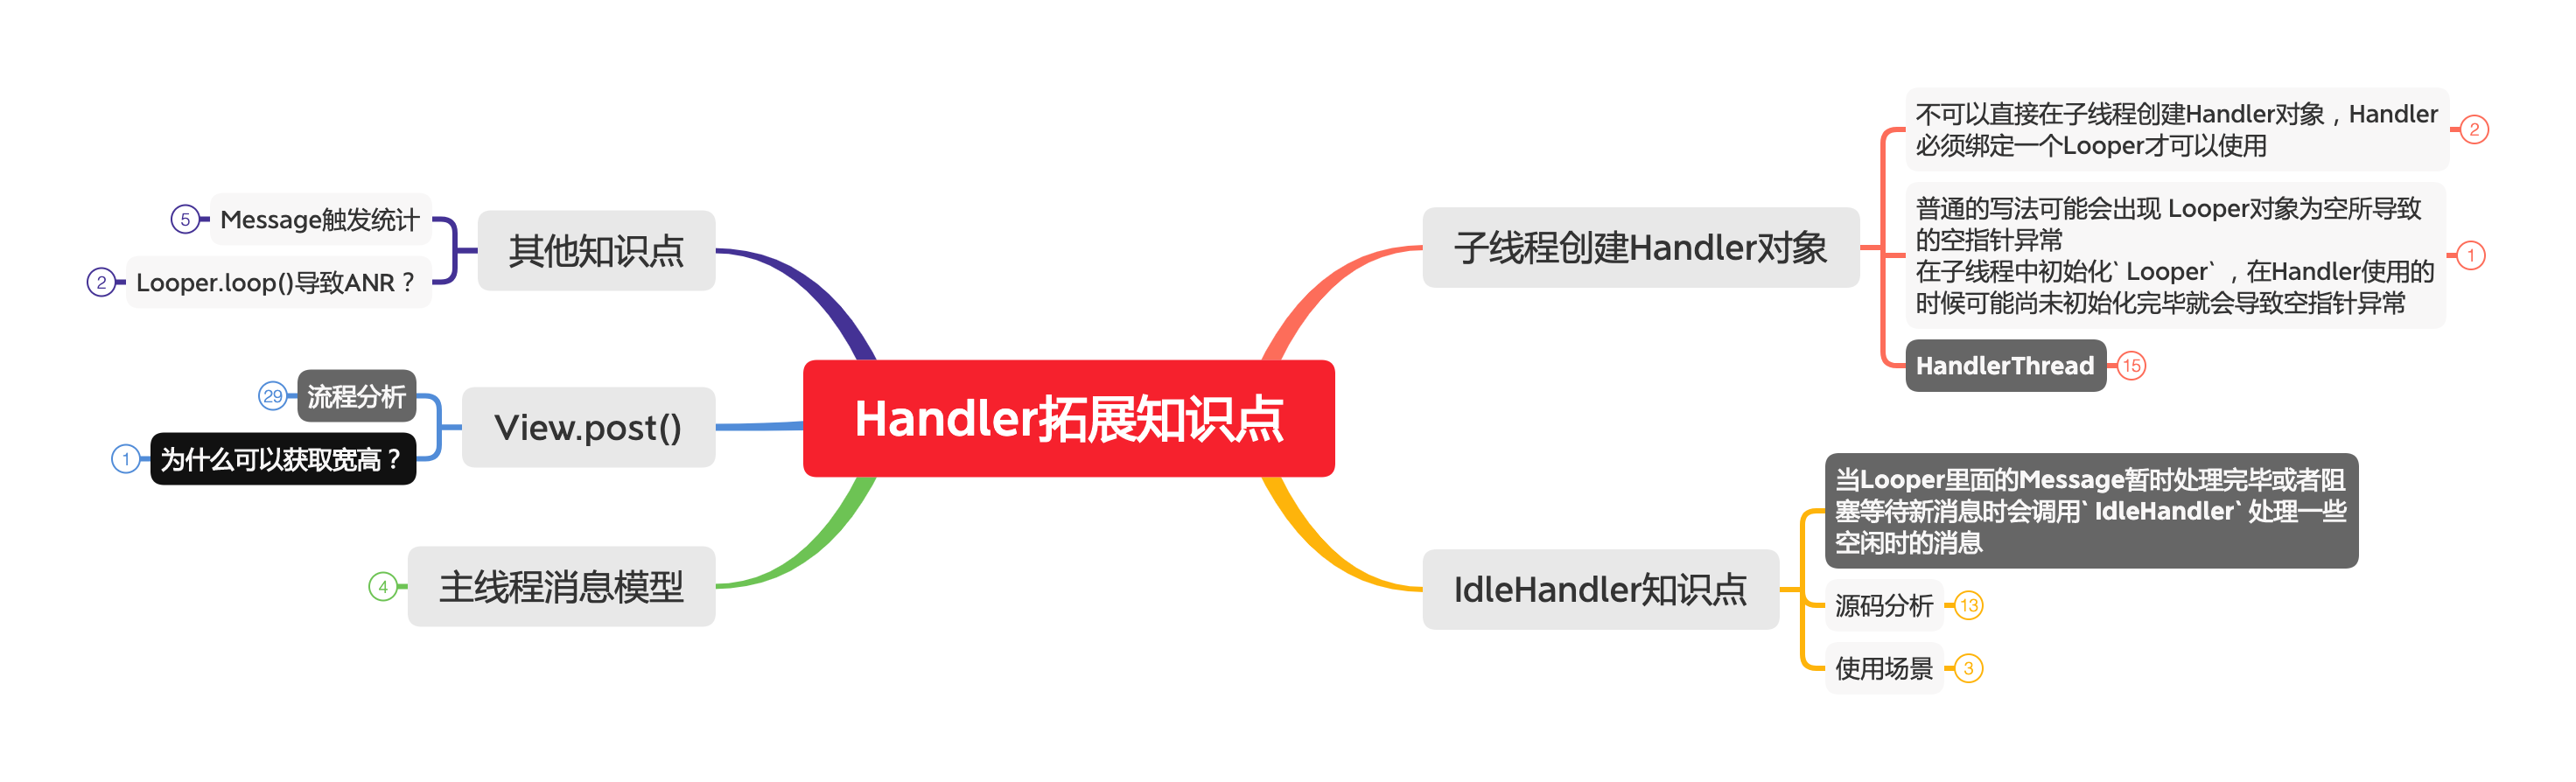 Handler拓展知识点
子线程创建Handler对象
不可以直接在子线程创建Handler对象，Handler
必须绑定一个Looper才可以使用
2
普通的写法可能会出现 Looper对象为空所导致
的空指针异常
在子线程中初始化` Looper` ，在Handler使用的
时候可能尚未初始化完毕就会导致空指针异常
1
HandlerThread
15
IdleHandler知识点
当Looper里面的Message暂时处理完毕或者阻
塞等待新消息时会调用` IdleHandler` 处理一些
空闲时的消息
源码分析
13
使用场景
3
其他知识点
Message触发统计
5
Looper.loop()导致ANR？
2
View.post()
流程分析
29
为什么可以获取宽高？
1
主线程消息模型
4